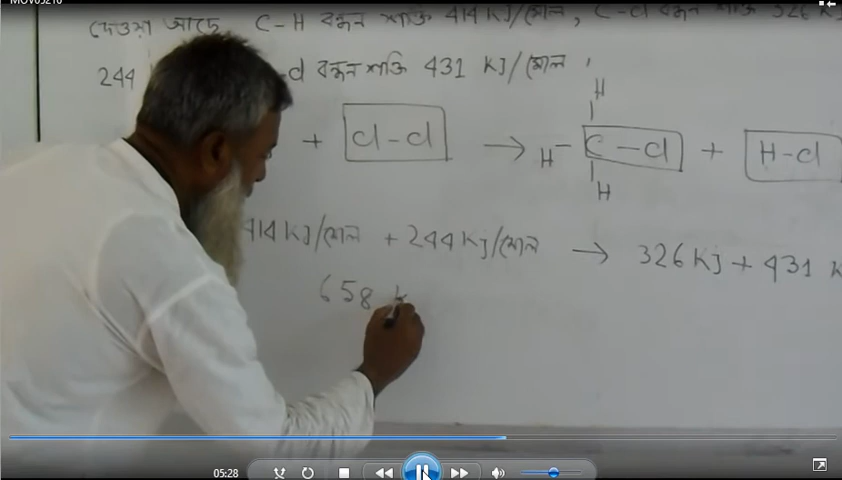 MOV05210
দেওয়া আছে C-H বন্ধন শক্তি 414 KJ/মোল, C-Cl বন্ধন শক্তি 326 K
244 -Cl বন্ধন শক্তি 431 KJ/মোল ,
H
+ Cl-Cl → H-C-Cl + H-Cl
H
414 KJ/মোল + 244 KJ/মোল → 326 KJ + 431 K
658 k
05:28